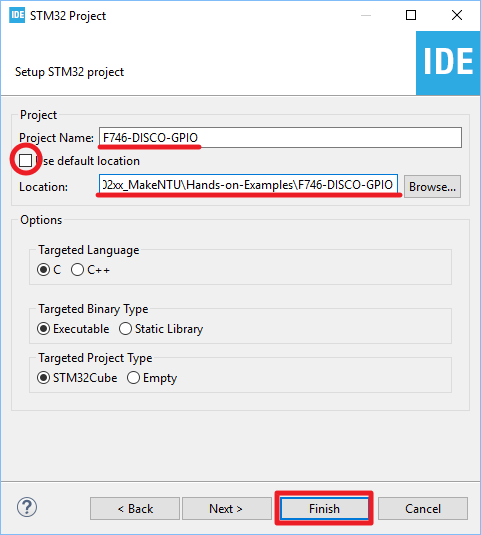 IDE STM32 Project
Setup STM32 project
IDE
Project
Project Name: F746-DISCO-GPIO
Use default location
Location: 02xx_MakeNTU\Hands-on-Examples\F746-DISCO-GPIO Browse...
Options
Targeted Language
C C++
Targeted Binary Type
Executable Static Library
Targeted Project Type
STM32Cube Empty
? < Back Next > Finish Cancel